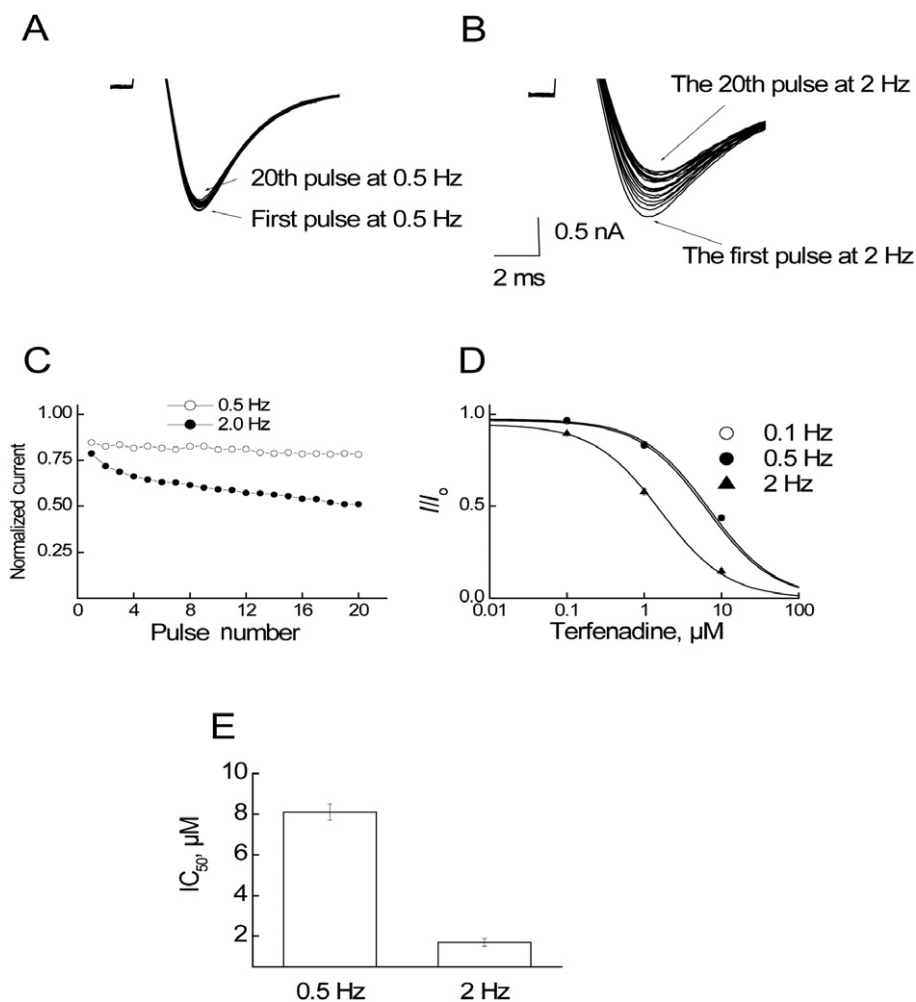 A
20th pulse at 0.5 Hz
First pulse at 0.5 Hz
B
The 20th pulse at 2 Hz
0.5 nA
2 ms
The first pulse at 2 Hz
C
0.5 Hz
2.0 Hz
1.00
0.75
0.50
0.25
Normalized current
0 4 8 12 16 20
Pulse number
D
0.1 Hz
0.5 Hz
2 Hz
1.0
0.5
0.0
I/Io
0.01 0.1 1 10 100
Terfenadine, µM
E
10
8
6
4
2
IC50, µM
0.5 Hz 2 Hz